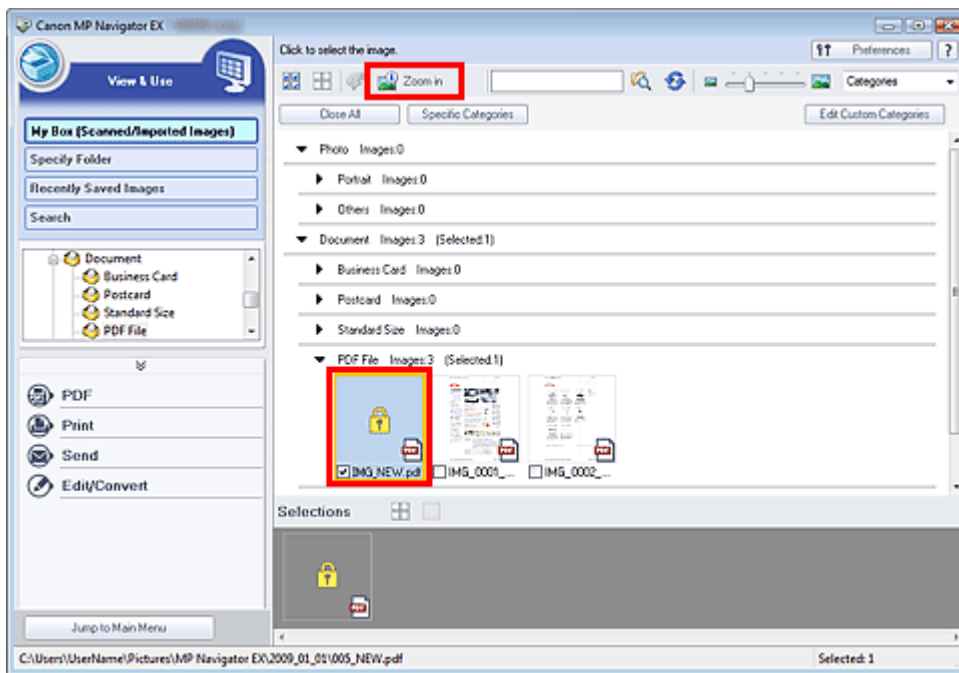 Canon MP Navigator EX
View & Use
Click to select the image.
Preferences
?
Zoom in
Categories
Close All
Specific Categories
Edit Custom Categories
My Box (Scanned/Imported Images)
Specify Folder
Recently Saved Images
Search
Document
Business Card
Postcard
Standard Size
PDF File
PDF
Print
Send
Edit/Convert
Jump to Main Menu
Photo Images:0
Portrait Images:0
Others Images:0
Document Images:3 (Selected:1)
Business Card Images:0
Postcard Images:0
Standard Size Images:0
PDF File Images:3 (Selected:1)
IMG_NEW.pdf
IMG_0001_...
IMG_0002_...
Selections
C:\Users\UserName\Pictures\MP Navigator EX\2009_01_01\005_NEW.pdf
Selected: 1